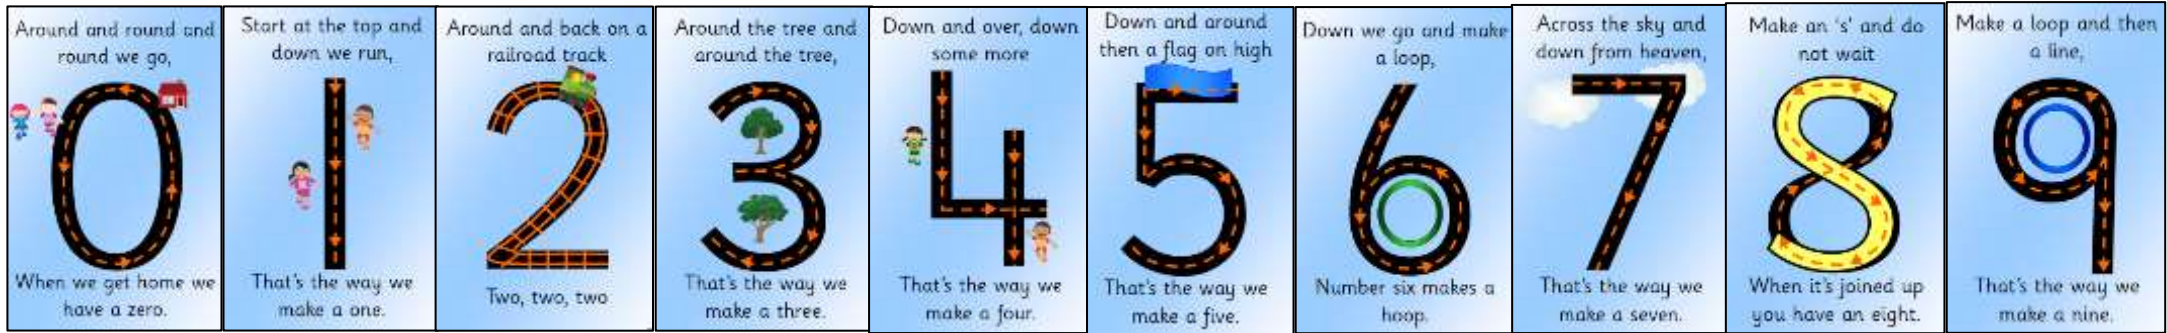 Around and round and
round we go,
When we get home we
have a zero.
Start at the top and
down we run,
That's the way we
make a one.
Around and back on a
railroad track
Two, two, two
Around the tree and
around the tree,
That's the way we
make a three.
Down and over, down
some more
That's the way we
make a four.
Down and around
then a flag on high
That's the way we
make a five.
Down we go and make
a loop,
Number six makes a
hoop.
Across the sky and
down from heaven,
That's the way we
make a seven.
Make an 's' and do
not wait
When it's joined up
you have an eight.
Make a loop and then
a line,
That's the way we
make a nine.